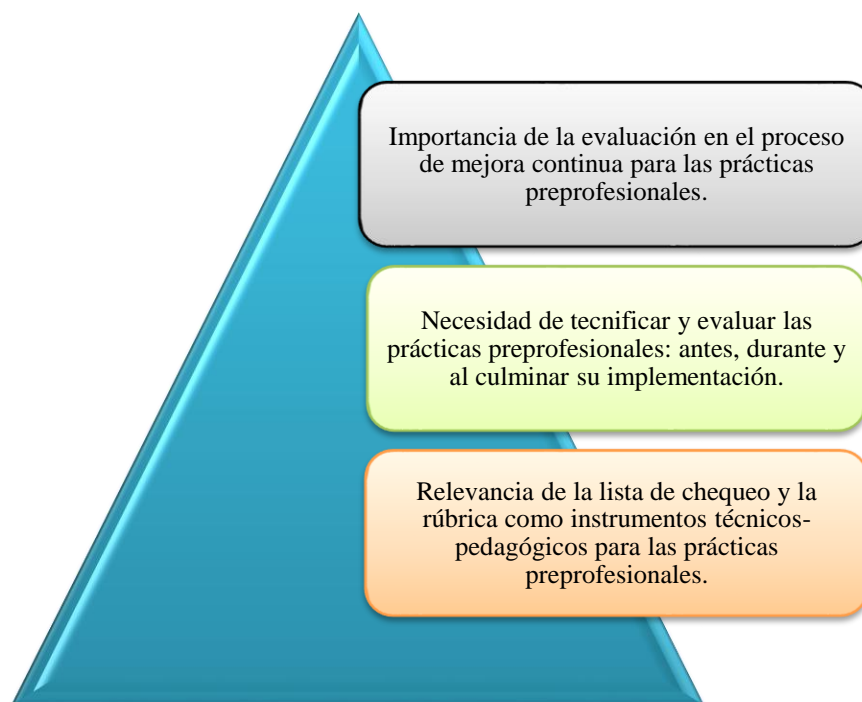 Importancia de la evaluación en el proceso
de mejora continua para las prácticas
preprofesionales.
Necesidad de tecnificar y evaluar las
prácticas preprofesionales: antes, durante y
al culminar su implementación.
Relevancia de la lista de chequeo y la
rúbrica como instrumentos técnicos-
pedagógicos para las prácticas
preprofesionales.